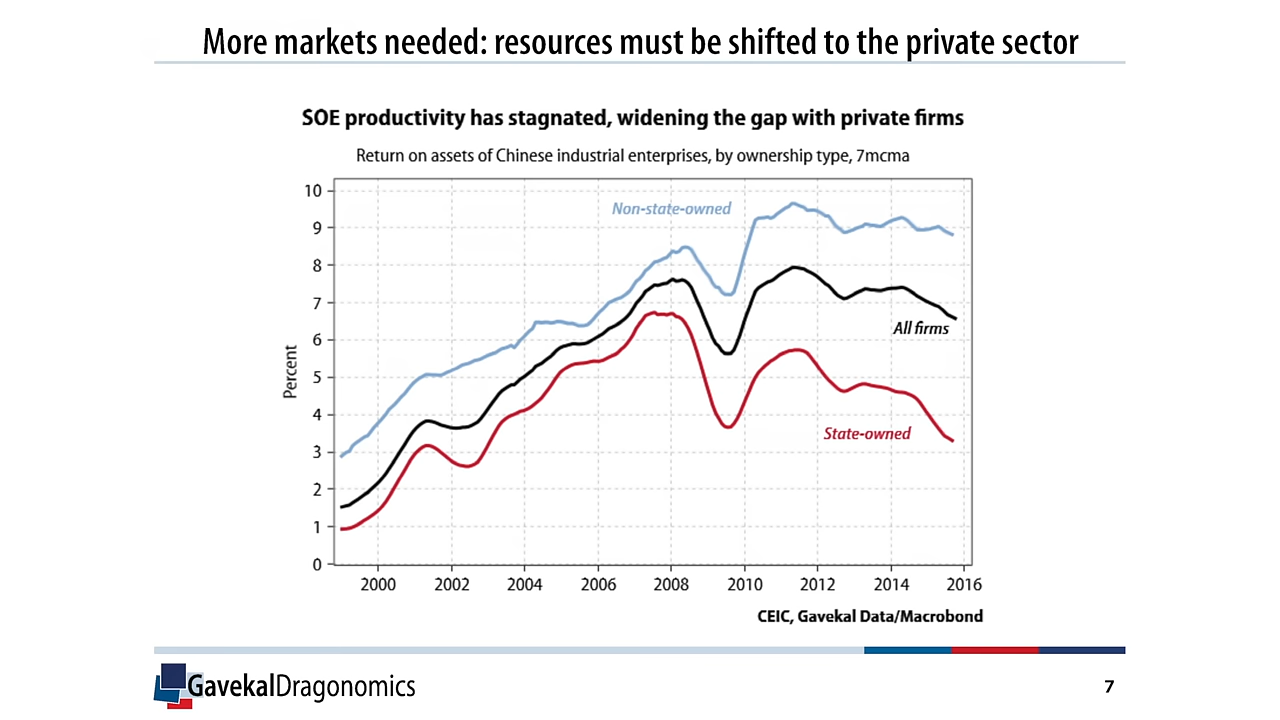 More markets needed: resources must be shifted to the private sector
SOE productivity has stagnated, widening the gap with private firms
Return on assets of Chinese industrial enterprises, by ownership type, 7mcma
Percent
10
9
8
7
6
5
4
3
2
1
0
Non-state-owned
All firms
State-owned
2000 2002 2004 2006 2008 2010 2012 2014 2016
CEIC, Gavekal Data/Macrobond
GavekalDragonomics
7